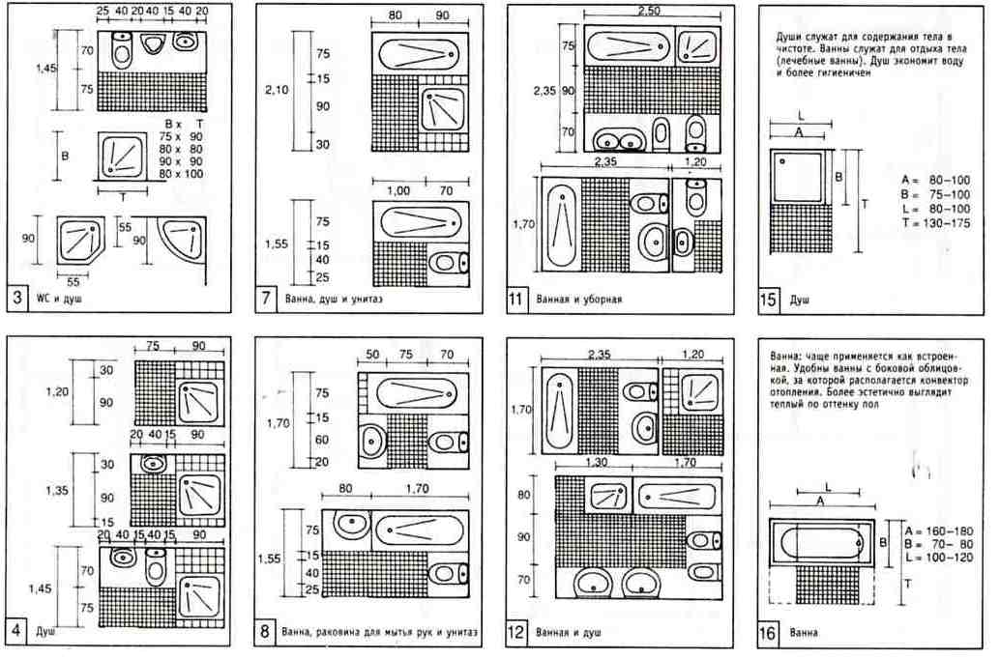 25 40 20 40 15 40 20
70
1,45
75
B x T
75 x 90
80 x 80
90 x 90
80 x 100
B
T
90
55
90
55
3 WC и душ
80 90
75
15
2,10
90
30
1,00 70
75
1,55
15
40
25
7 Ванна, душ и унитаз
2,50
75
2,35
90
70
2,35 1,20
1,70
11 Ванная и уборная
Души служат для содержания тела в
чистоте. Ванны служат для отдыха тела
(лечебные ванны). Душ экономит воду
и более гигиеничен
L
A
B
T
A = 80–100
B = 75–100
L = 80–100
T = 130–175
15 Душ
75 90
30
1,20
90
20 40 15 90
30
1,35
90
15
20 40 15 40 15 90
70
1,45
75
4 Душ
50 75 70
75
1,70
15
60
20
80 1,70
75
1,55
15
40
25
8 Ванна, раковина для мытья рук и унитаз
2,35 1,20
1,70
1,30 1,70
80
90
70
12 Ванная и душ
Ванна: чаще применяется как встроен-
ная. Удобны ванны с боковой облицов-
кой, за которой располагается конвектор
отопления. Более эстетично выглядит
теплый по оттенку пол
L
A
B
T
A = 160–180
B = 70– 80
L = 100–120
16 Ванна